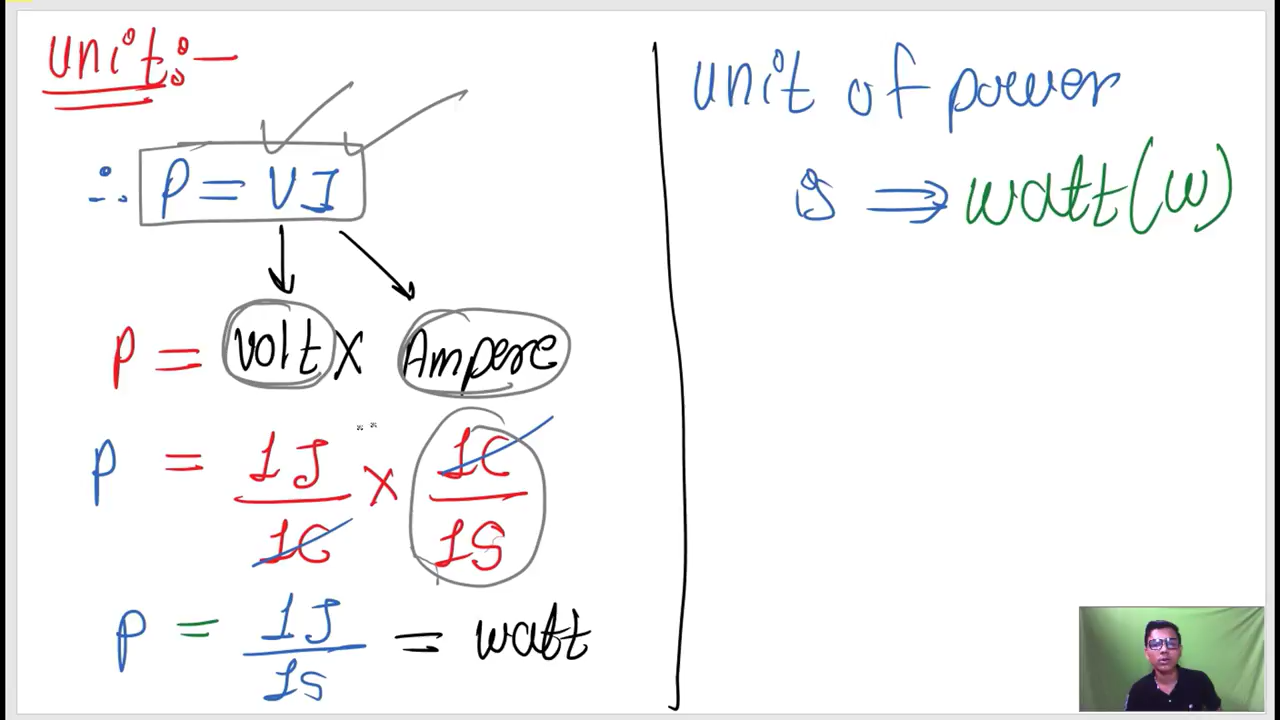 unit:-
∴ P = VI
P = volt X Ampere
P = 1J/1C X 1C/1S
P = 1J/1S = watt
unit of power
is ⇒ watt(w)